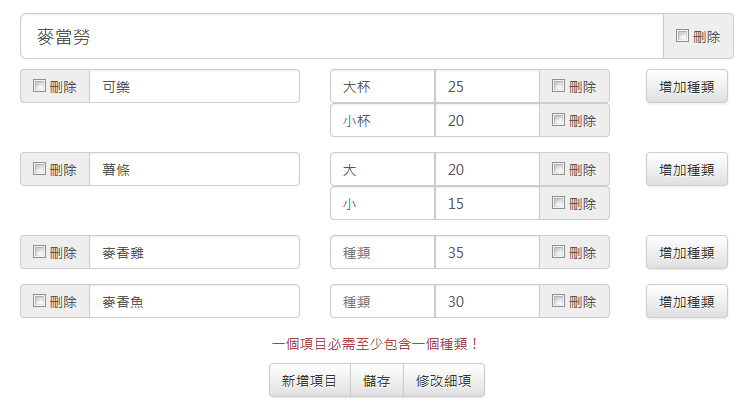 麥當勞 刪除
刪除 可樂 大杯 25 刪除 增加種類
小杯 20 刪除
刪除 薯條 大 20 刪除 增加種類
小 15 刪除
刪除 麥香雞 種類 35 刪除 增加種類
刪除 麥香魚 種類 30 刪除 增加種類
一個項目必需至少包含一個種類！
新增項目 儲存 修改細項